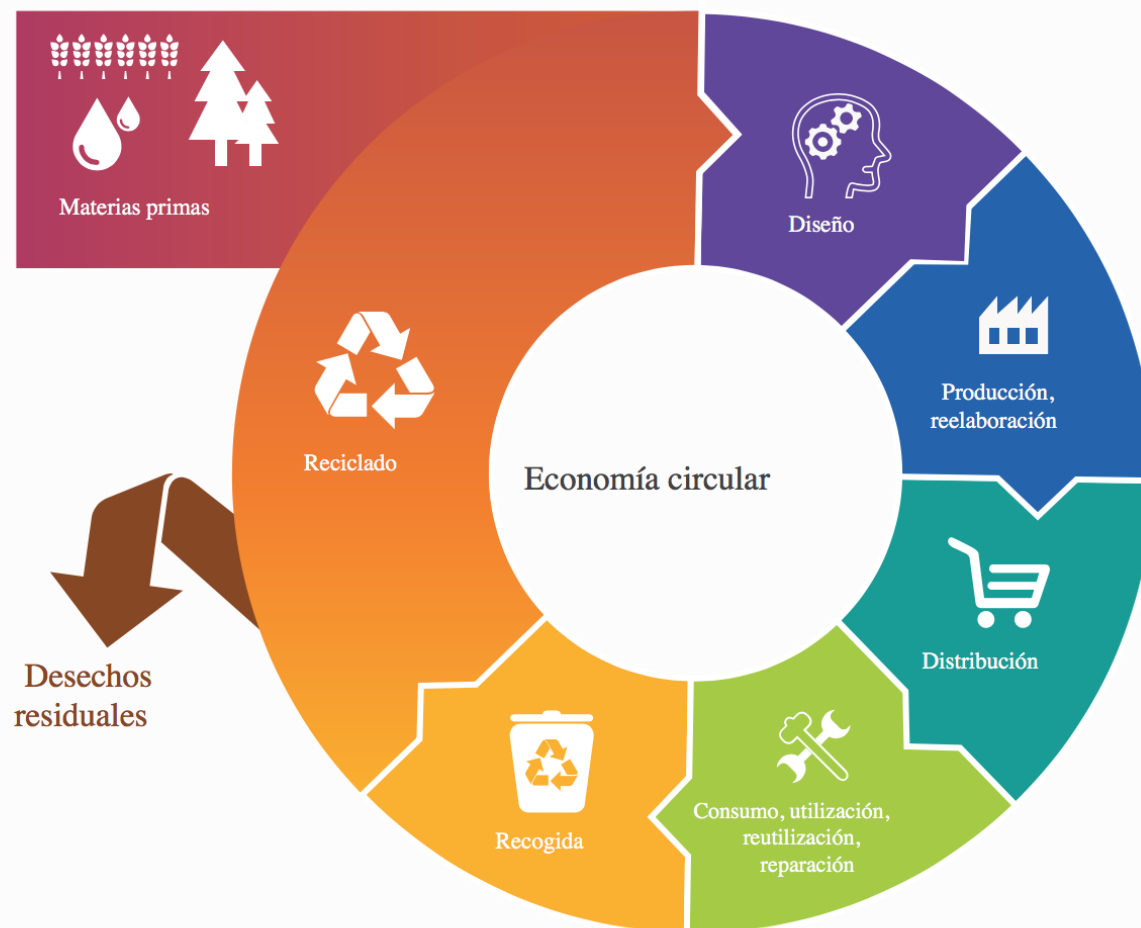 Materias primas
Diseño
Producción,
reelaboración
Reciclado
Economía circular
Distribución
Desechos
residuales
Consumo, utilización,
reutilización,
reparación
Recogida